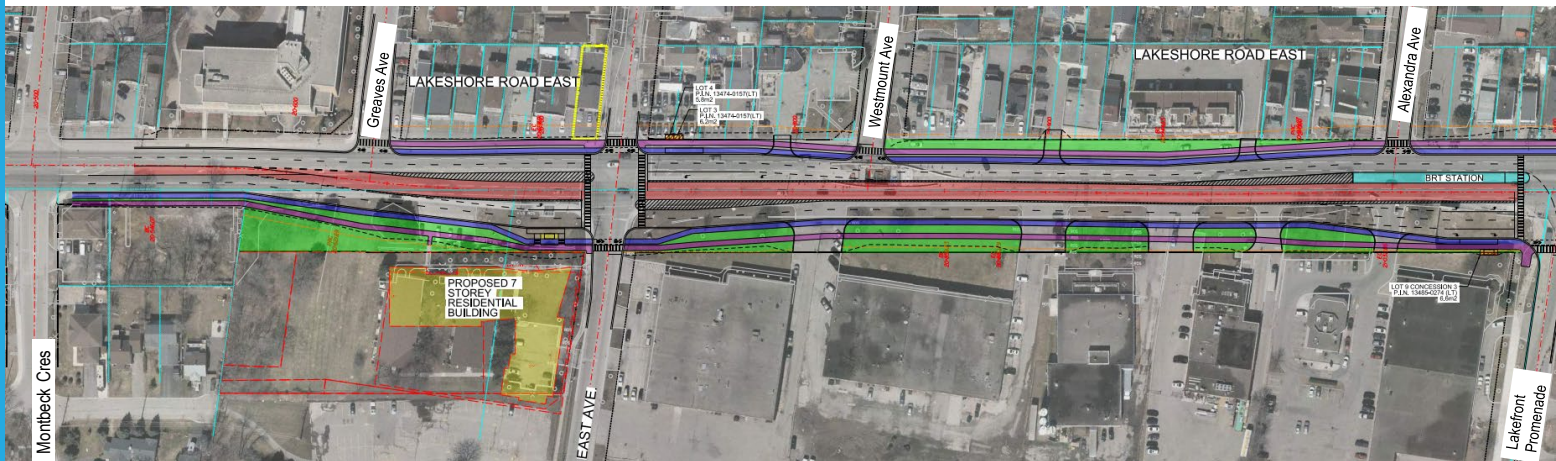 Greaves Ave
LAKESHORE ROAD EAST
LOT 4
P.I.N. 13474-0157(LT)
5,8m2
LOT 3
P.I.N. 13474-0157(LT)
6,2m2
Westmount Ave
LAKESHORE ROAD EAST
Alexandra Ave
BRT STATION
PROPOSED 7
STOREY
RESIDENTIAL
BUILDING
LOT 9 CONCESSION 3
P.I.N. 13485-0274 (LT)
6,6m2
Montbeck Cres
EAST AVE
Lakefront
Promenade